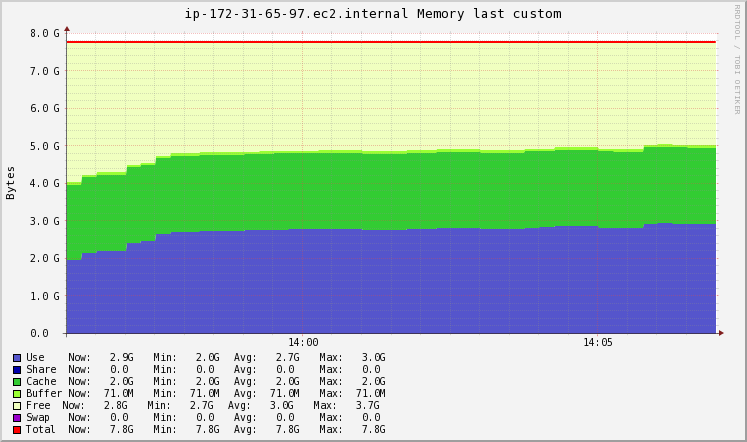 ip-172-31-65-97.ec2.internal Memory last custom
RRDTOOL / TOBI OETIKER
8.0 G
7.0 G
6.0 G
5.0 G
4.0 G
3.0 G
2.0 G
1.0 G
0.0
Bytes
14:00 14:05
Use Now: 2.9G Min: 2.0G Avg: 2.7G Max: 3.0G
Share Now: 0.0 Min: 0.0 Avg: 0.0 Max: 0.0
Cache Now: 2.0G Min: 2.0G Avg: 2.0G Max: 2.0G
Buffer Now: 71.0M Min: 71.0M Avg: 71.0M Max: 71.0M
Free Now: 2.8G Min: 2.7G Avg: 3.0G Max: 3.7G
Swap Now: 0.0 Min: 0.0 Avg: 0.0 Max: 0.0
Total Now: 7.8G Min: 7.8G Avg: 7.8G Max: 7.8G